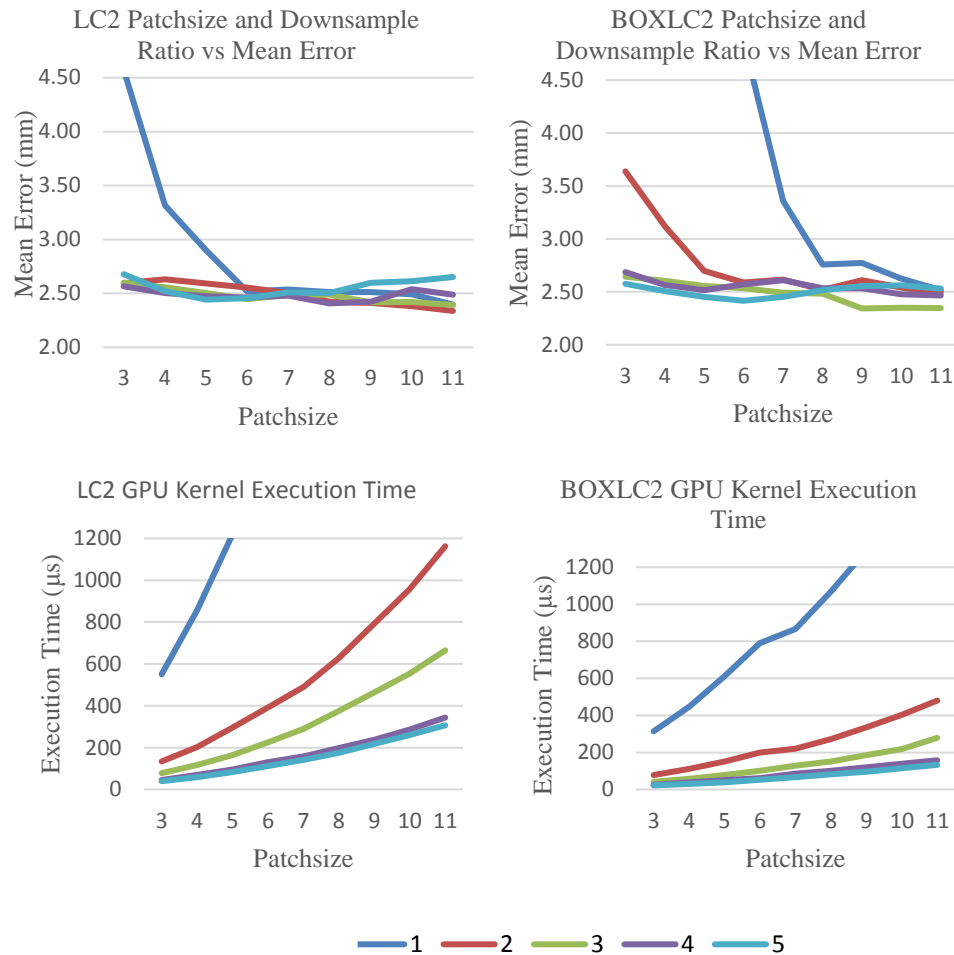 LC2 Patchsize and Downsample
Ratio vs Mean Error
4.50
4.00
3.50
3.00
2.50
2.00
Mean Error (mm)
3 4 5 6 7 8 9 10 11
Patchsize
BOXLC2 Patchsize and
Downsample Ratio vs Mean Error
4.50
4.00
3.50
3.00
2.50
2.00
Mean Error (mm)
3 4 5 6 7 8 9 10 11
Patchsize
LC2 GPU Kernel Execution Time
1200
1000
800
600
400
200
0
Execution Time (µs)
3 4 5 6 7 8 9 10 11
Patchsize
BOXLC2 GPU Kernel Execution
Time
1200
1000
800
600
400
200
0
Execution Time (µs)
3 4 5 6 7 8 9 10 11
Patchsize
1 2 3 4 5